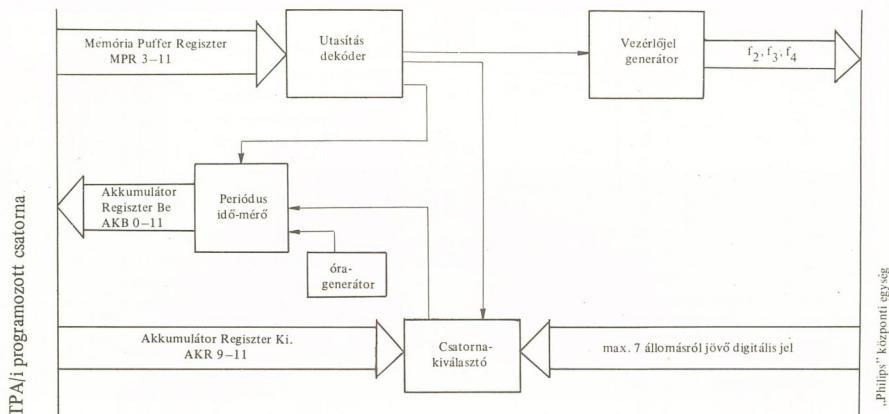 Memória Puffer Regiszter
MPR 3–11
Utasítás
dekóder
Vezérlőjel
generátor
f2, f3, f4
Akkumulátor
Regiszter Be
AKB 0–11
Periódus
idő-mérő
óra-
generátor
Akkumulátor Regiszter Ki.
AKR 9–11
Csatorna-
kiválasztó
max. 7 állomásról jövő digitális jel
TPA/i programozott csatorna
„Philips” központi egység